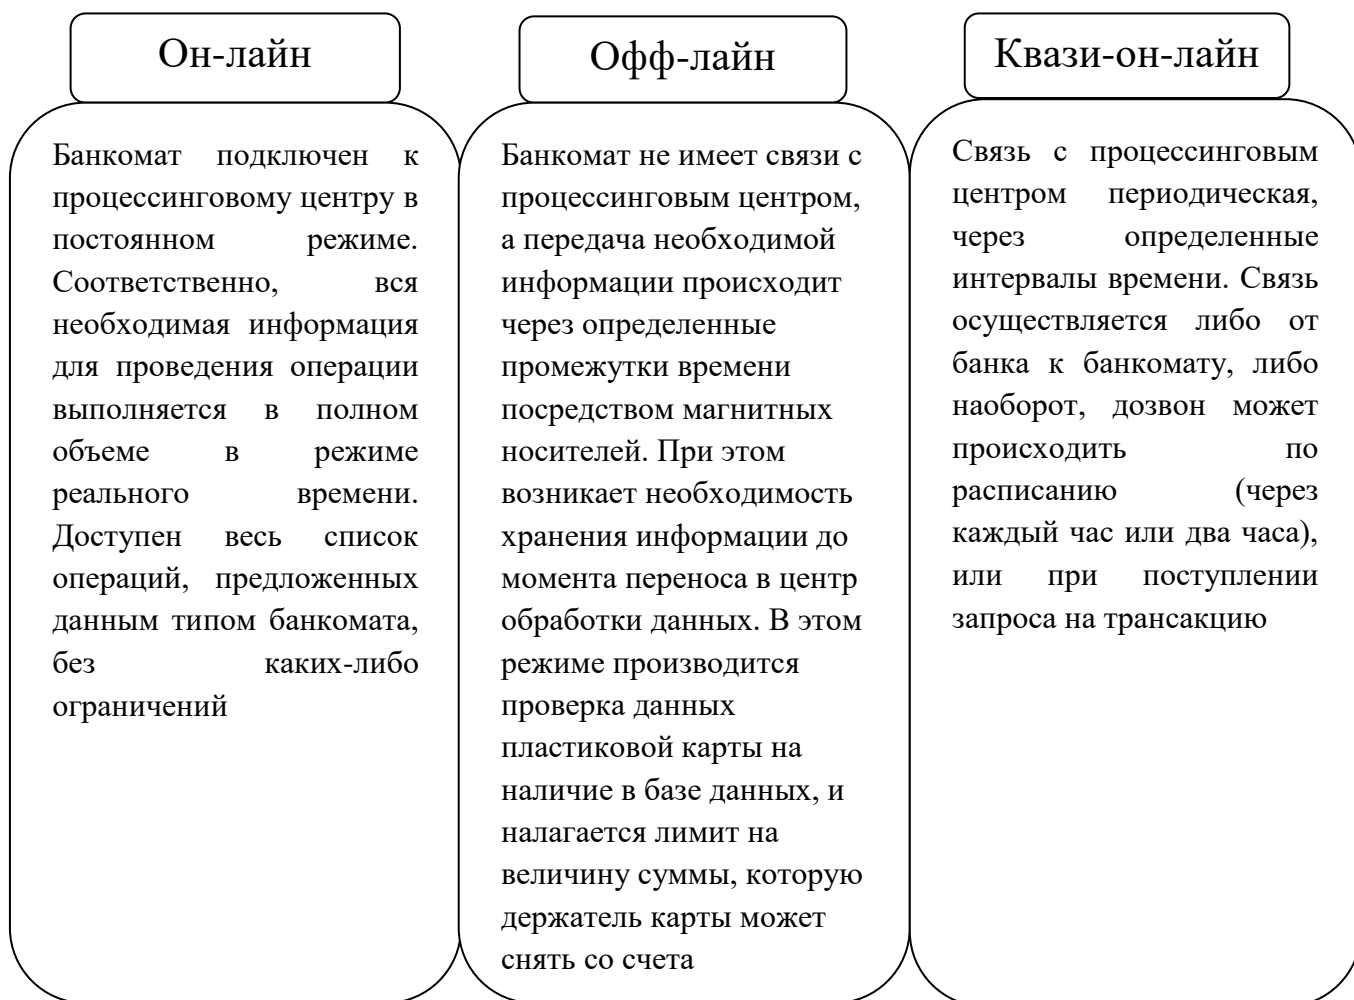 Он-лайн
Банкомат подключен к
процессинговому центру в
постоянном режиме.
Соответственно, вся
необходимая информация
для проведения операции
выполняется в полном
объеме в режиме
реального времени.
Доступен весь список
операций, предложенных
данным типом банкомата,
без каких-либо
ограничений
Офф-лайн
Банкомат не имеет связи с
процессинговым центром,
а передача необходимой
информации происходит
через определенные
промежутки времени
посредством магнитных
носителей. При этом
возникает необходимость
хранения информации до
момента переноса в центр
обработки данных. В этом
режиме производится
проверка данных
пластиковой карты на
наличие в базе данных, и
налагается лимит на
величину суммы, которую
держатель карты может
снять со счета
Квази-он-лайн
Связь с процессинговым
центром периодическая,
через определенные
интервалы времени. Связь
осуществляется либо от
банка к банкомату, либо
наоборот, дозвон может
происходить по
расписанию (через
каждый час или два часа),
или при поступлении
запроса на трансакцию